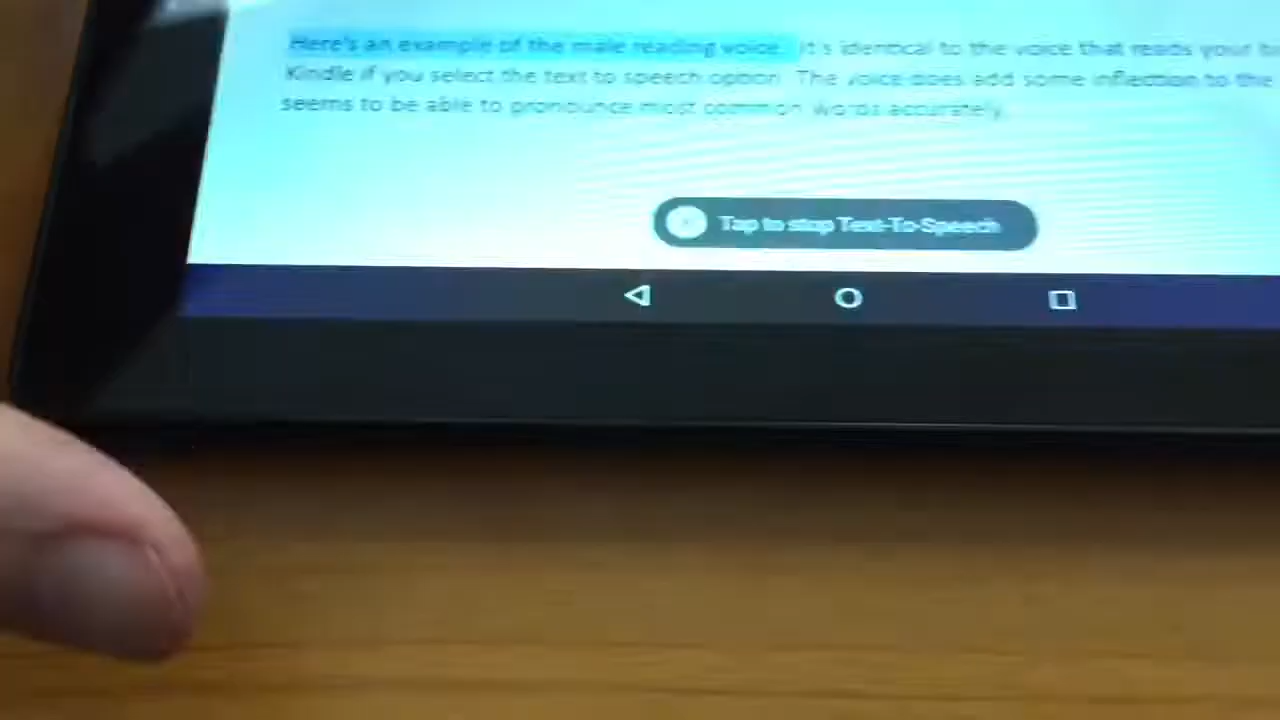 Here's an example of the male reading voice. It's identical to the voice that reads your
Kindle if you select the text to speech option. The voice does add some inflection to the
seems to be able to pronounce most common words accurately.
Tap to stop Text-To-Speech